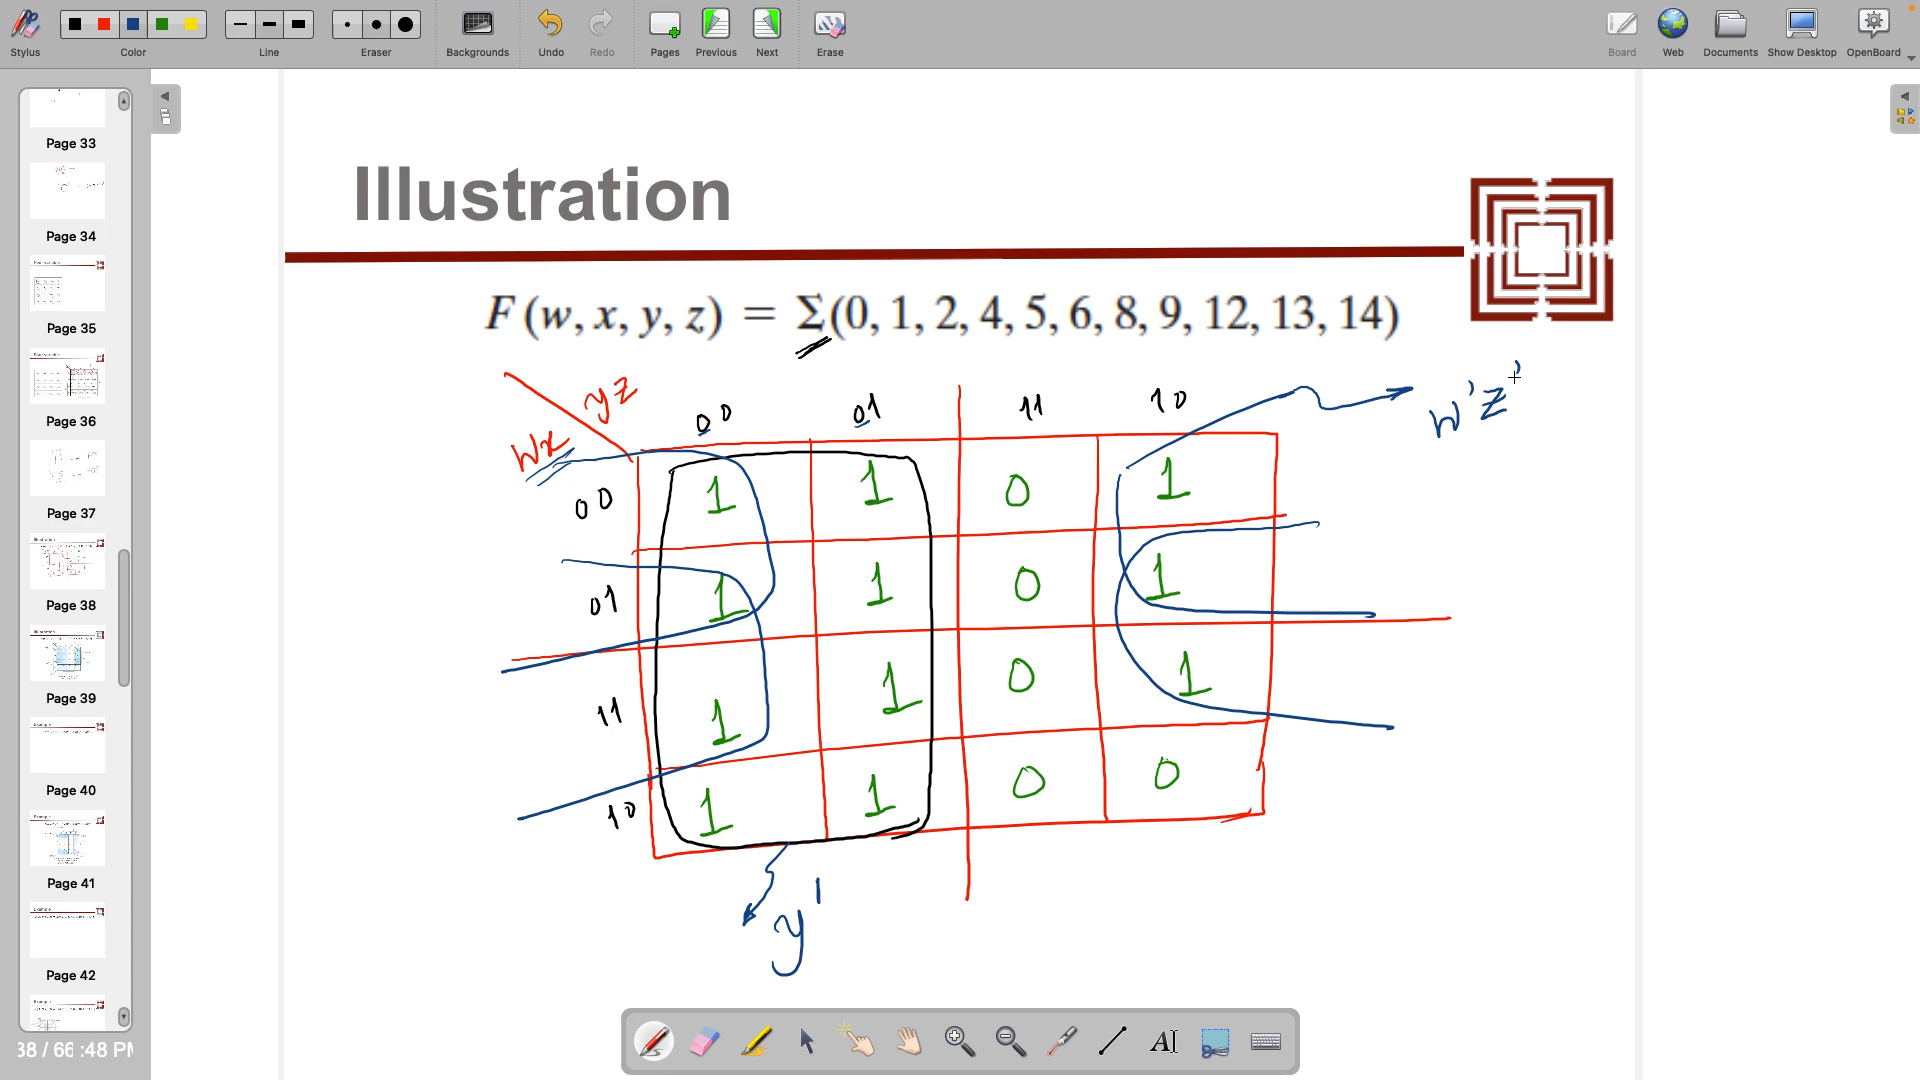 Stylus
Color
Line
Eraser
Backgrounds
Undo
Redo
Pages
Previous
Next
Erase
Board
Web
Documents
Show Desktop
OpenBoard
Page 33
Page 34
Page 35
Page 36
Page 37
Page 38
Page 39
Page 40
Page 41
Page 42
38 / 66 :48 PM
Illustration
F (w, x, y, z) = Σ(0, 1, 2, 4, 5, 6, 8, 9, 12, 13, 14)
yz
wx
00 01 11 10
w'z'
00 1 1 0 1
01 1 1 0 1
11 1 1 0 1
10 1 1 0 0
y'